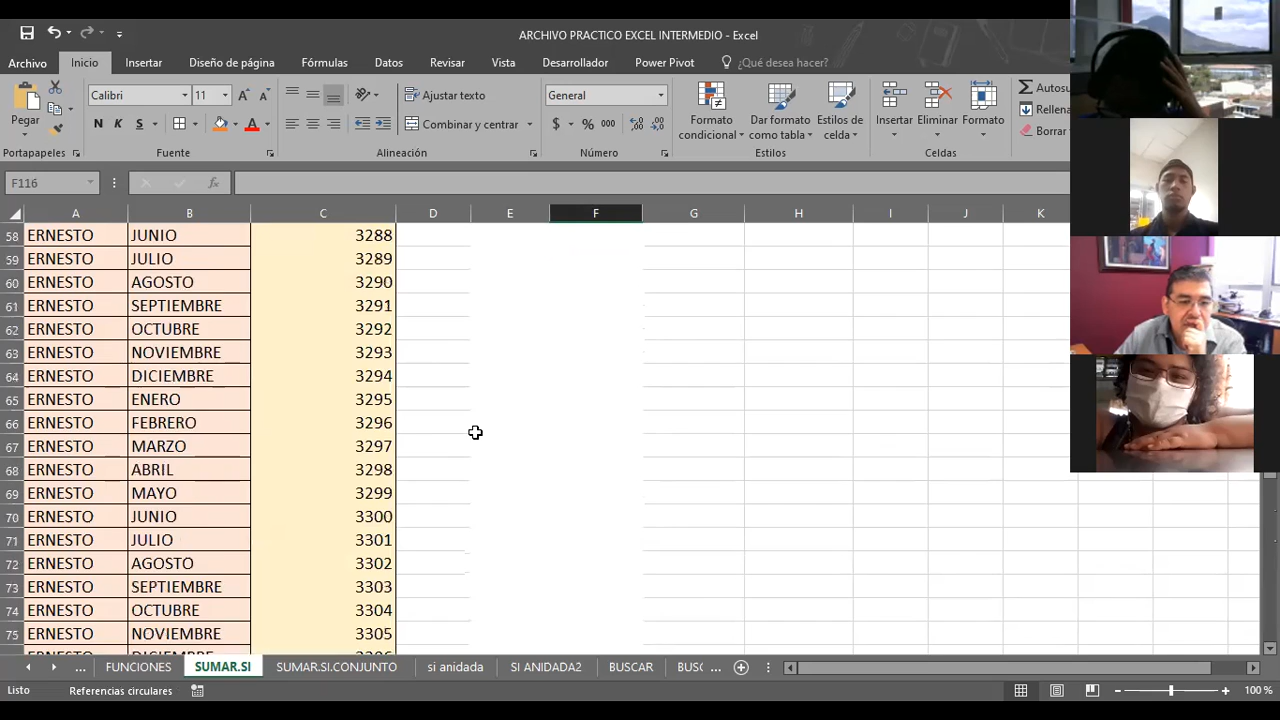 ARCHIVO PRACTICO EXCEL INTERMEDIO - Excel
Archivo Inicio Insertar Diseño de página Fórmulas Datos Revisar Vista Desarrollador Power Pivot ¿Qué desea hacer?
Pegar
Calibri 11
N K S
Ajustar texto
Combinar y centrar
General
$ % 000
Formato condicional
Dar formato como tabla
Estilos de celda
Insertar Eliminar Formato
Autosu
Rellena
Borrar
Portapapeles Fuente Alineación Número Estilos Celdas
F116 fx
A B C D E F G H I J K
58 ERNESTO JUNIO 3288
59 ERNESTO JULIO 3289
60 ERNESTO AGOSTO 3290
61 ERNESTO SEPTIEMBRE 3291
62 ERNESTO OCTUBRE 3292
63 ERNESTO NOVIEMBRE 3293
64 ERNESTO DICIEMBRE 3294
65 ERNESTO ENERO 3295
66 ERNESTO FEBRERO 3296
67 ERNESTO MARZO 3297
68 ERNESTO ABRIL 3298
69 ERNESTO MAYO 3299
70 ERNESTO JUNIO 3300
71 ERNESTO JULIO 3301
72 ERNESTO AGOSTO 3302
73 ERNESTO SEPTIEMBRE 3303
74 ERNESTO OCTUBRE 3304
75 ERNESTO NOVIEMBRE 3305
... FUNCIONES SUMAR.SI SUMAR.SI.CONJUNTO si anidada SI ANIDADA2 BUSCAR BUSC ...
Listo Referencias circulares 100 %